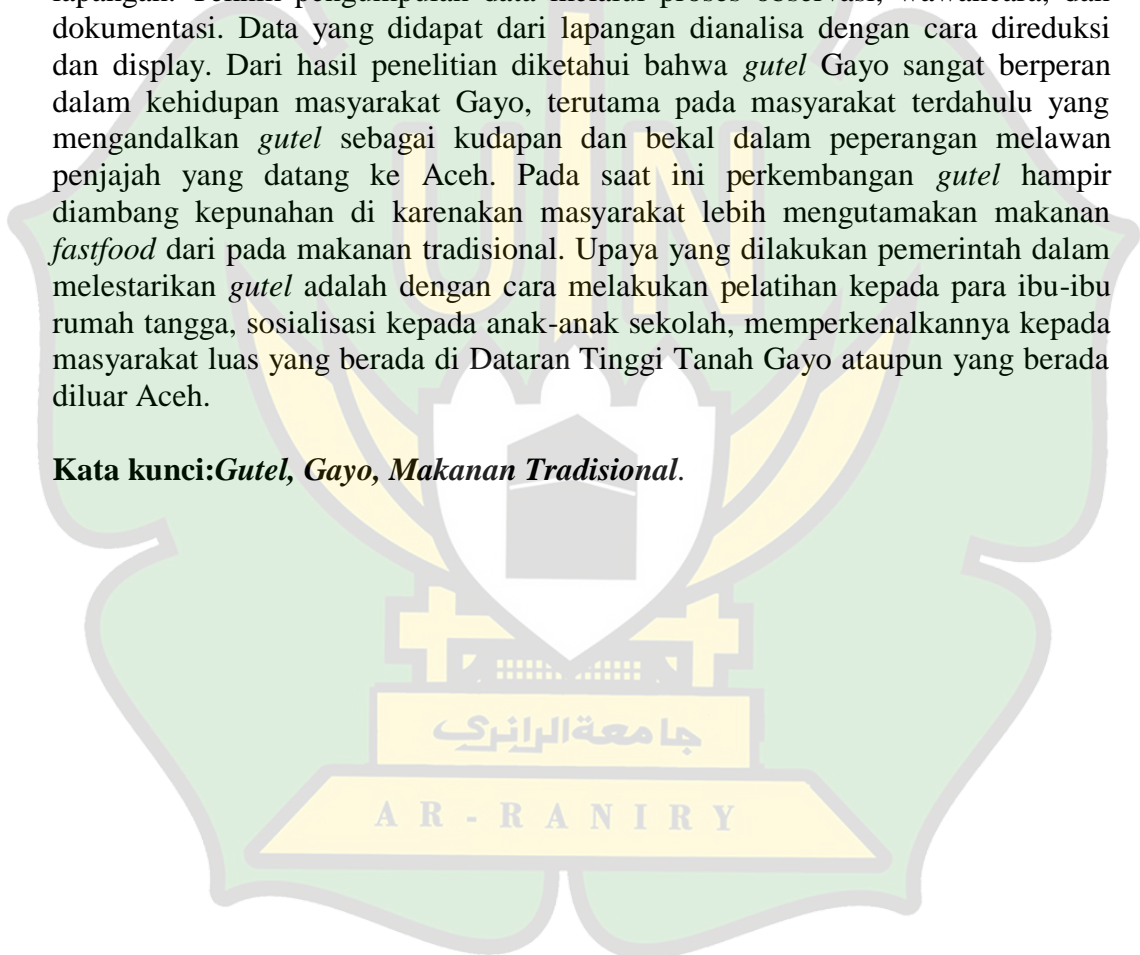 dokumentasi. Data yang didapat dari lapangan dianalisa dengan cara direduksi
dan display. Dari hasil penelitian diketahui bahwa gutel Gayo sangat berperan
dalam kehidupan masyarakat Gayo, terutama pada masyarakat terdahulu yang
mengandalkan gutel sebagai kudapan dan bekal dalam peperangan melawan
penjajah yang datang ke Aceh. Pada saat ini perkembangan gutel hampir
diambang kepunahan di karenakan masyarakat lebih mengutamakan makanan
fastfood dari pada makanan tradisional. Upaya yang dilakukan pemerintah dalam
melestarikan gutel adalah dengan cara melakukan pelatihan kepada para ibu-ibu
rumah tangga, sosialisasi kepada anak-anak sekolah, memperkenalkannya kepada
masyarakat luas yang berada di Dataran Tinggi Tanah Gayo ataupun yang berada
diluar Aceh.
Kata kunci:Gutel, Gayo, Makanan Tradisional.
UIN
جامعةالرانري
AR-RANIRY